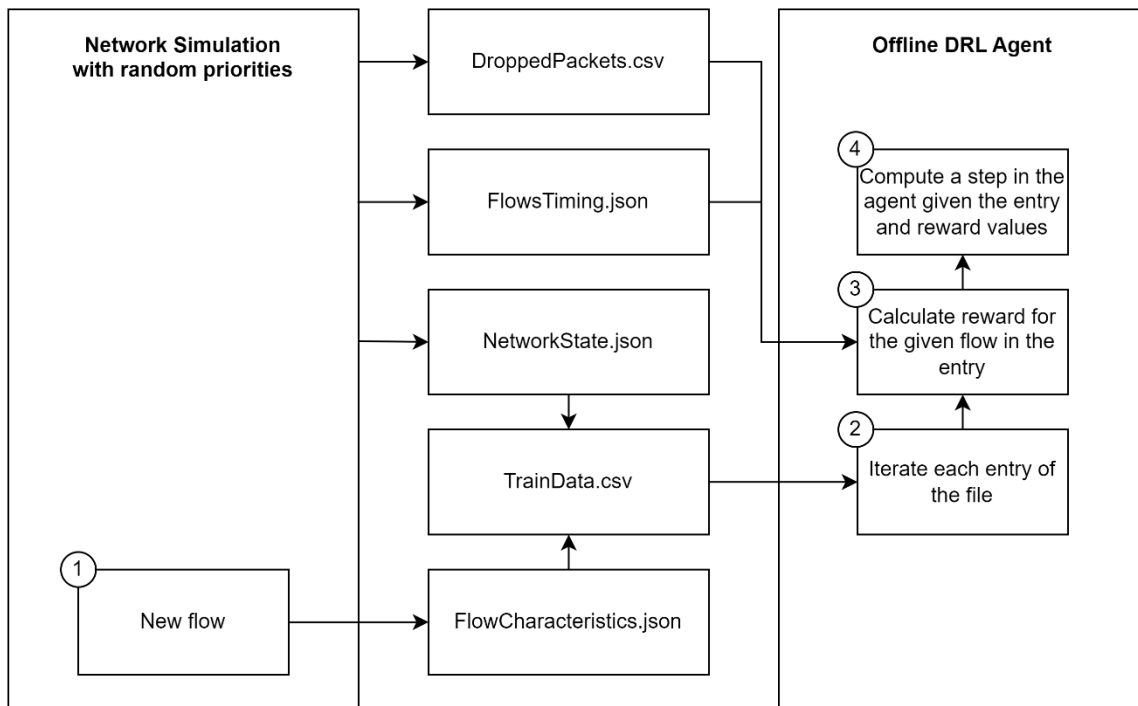 Network Simulation
with random priorities
1
New flow
DroppedPackets.csv
FlowsTiming.json
NetworkState.json
TrainData.csv
FlowCharacteristics.json
Offline DRL Agent
4
Compute a step in the
agent given the entry
and reward values
3
Calculate reward for
the given flow in the
entry
2
Iterate each entry of
the file